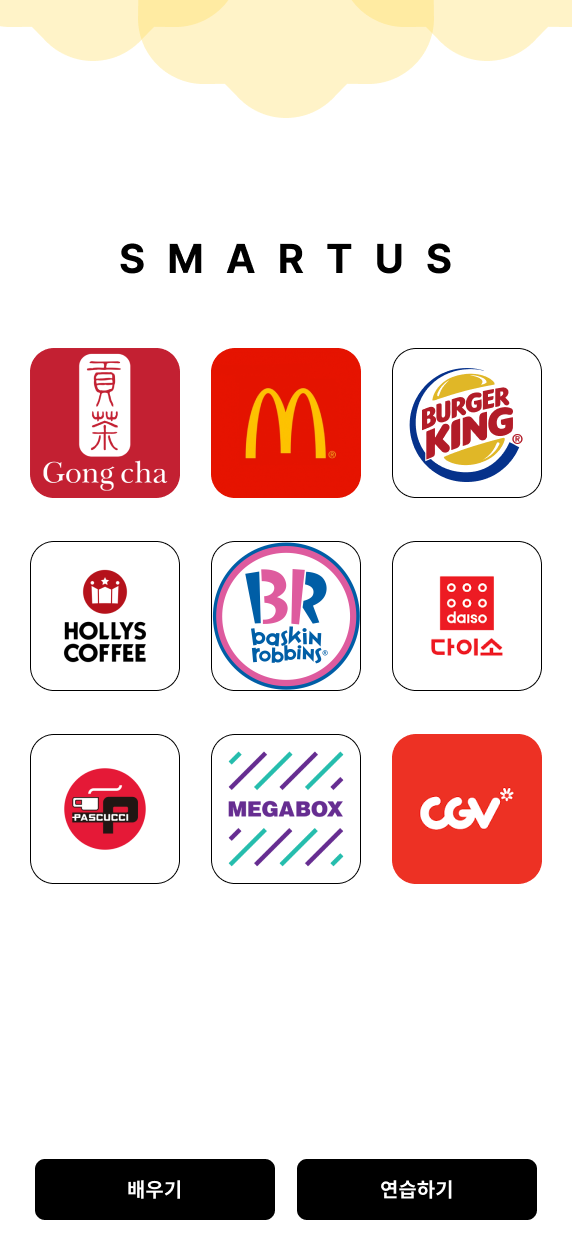 SMARTUS
貢
茶
Gong cha
®
BURGER
KING®
HOLLYS
COFFEE
BR
baskin
robbins®
daiso
다이소
PASCUCCI
MEGABOX
CGV
배우기
연습하기